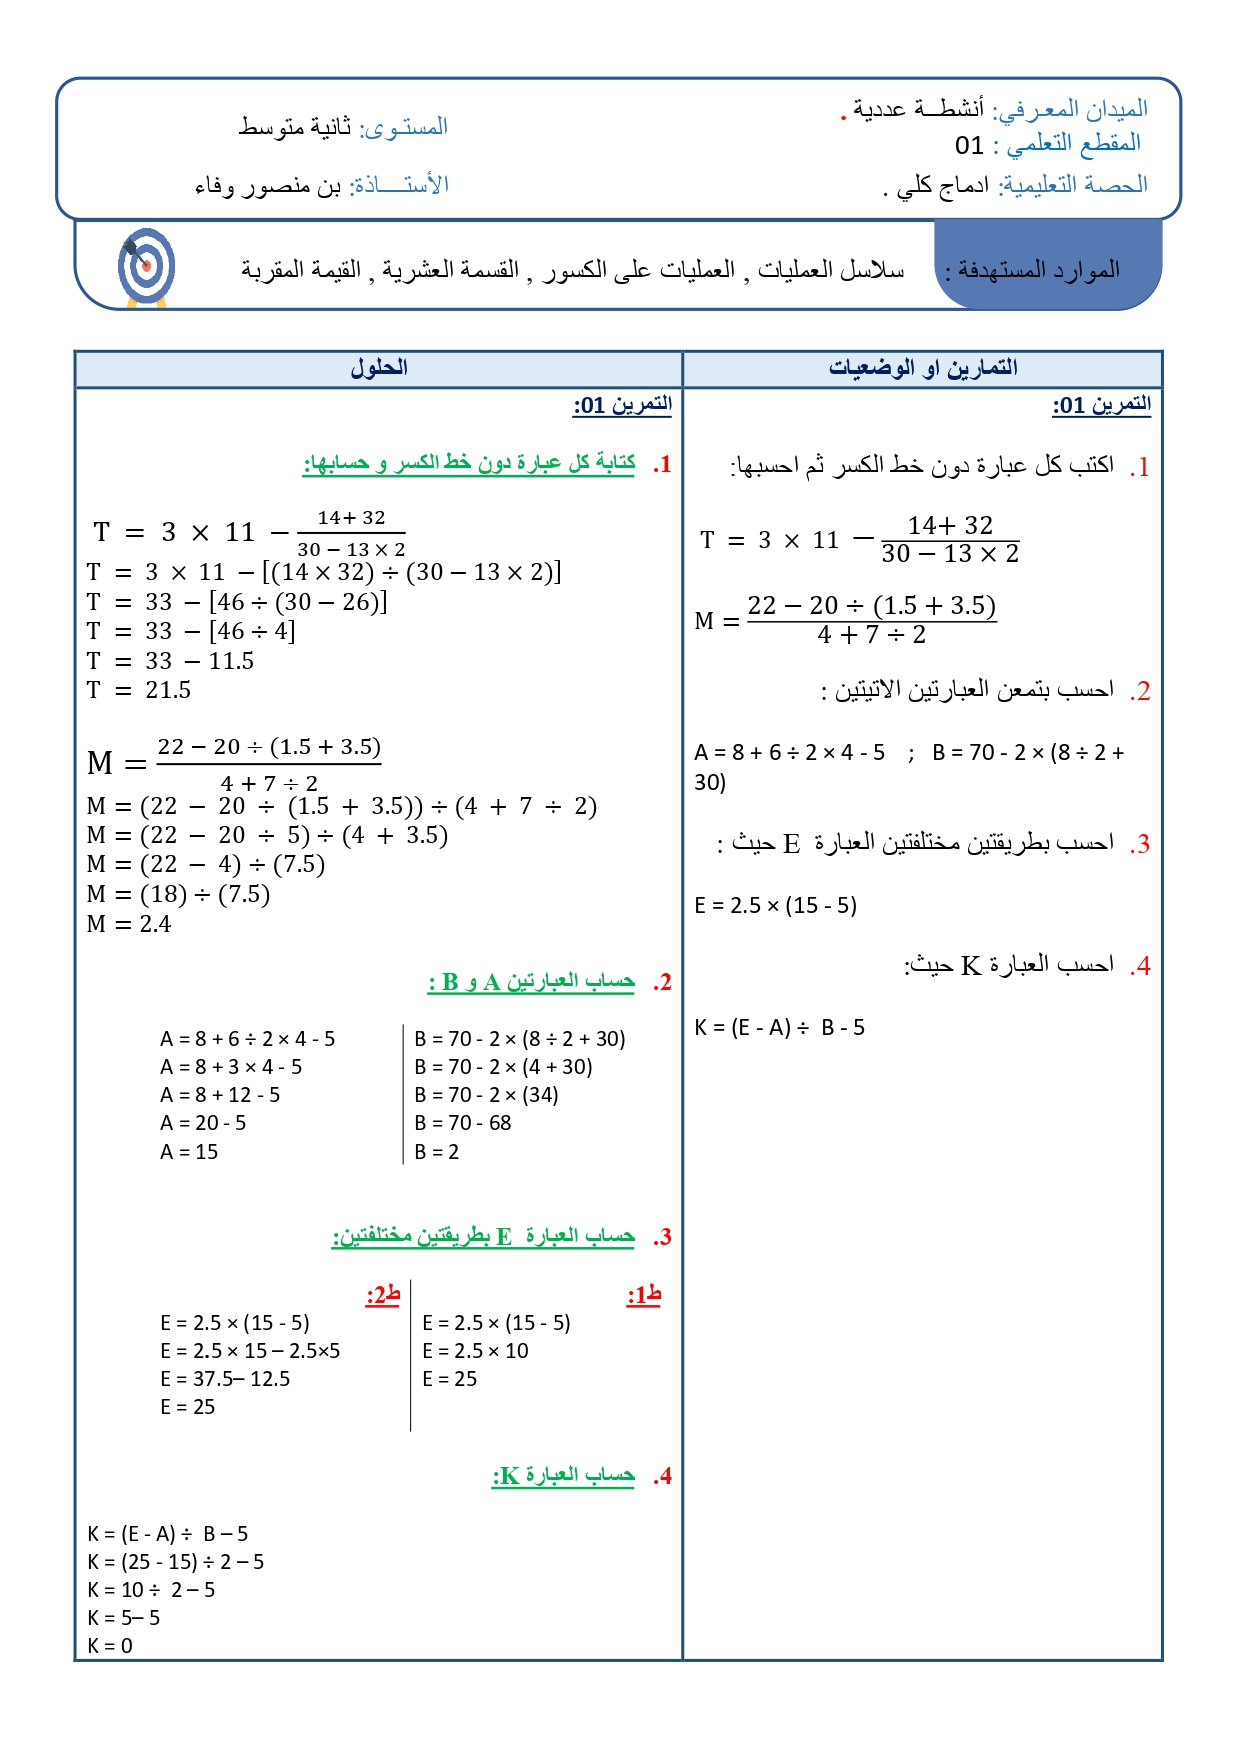 الميدان المعرفي: أنشطــة عددية .
المقطع التعلمي : 01
الحصة التعليمية: ادماج كلي .
المستوى: ثانية متوسط
الأستــــاذة: بن منصور وفاء
الموارد المستهدفة : سلاسل العمليات , العمليات على الكسور , القسمة العشرية , القيمة المقربة
التمارين او الوضعيات
التمرين 01:
1. اكتب كل عبارة دون خط الكسر ثم احسبها:
T = 3 × 11 − (14+ 32)/(30 − 13 × 2)
M = (22 − 20 ÷ (1.5 + 3.5))/(4 + 7 ÷ 2)
2. احسب بتمعن العبارتين الاتيتين :
A = 8 + 6 ÷ 2 × 4 - 5 ; B = 70 - 2 × (8 ÷ 2 +
30)
3. احسب بطريقتين مختلفتين العبارة E حيث :
E = 2.5 × (15 - 5)
4. احسب العبارة K حيث:
K = (E - A) ÷ B - 5
الحلول
التمرين 01:
1. كتابة كل عبارة دون خط الكسر و حسابها:
T = 3 × 11 − (14+ 32)/(30 − 13 × 2)
T = 3 × 11 − [(14 × 32) ÷ (30 − 13 × 2)]
T = 33 − [46 ÷ (30 − 26)]
T = 33 − [46 ÷ 4]
T = 33 − 11.5
T = 21.5
M = (22 − 20 ÷ (1.5 + 3.5))/(4 + 7 ÷ 2)
M = (22 − 20 ÷ (1.5 + 3.5)) ÷ (4 + 7 ÷ 2)
M = (22 − 20 ÷ 5) ÷ (4 + 3.5)
M = (22 − 4) ÷ (7.5)
M = (18) ÷ (7.5)
M = 2.4
2. حساب العبارتين A و B :
A = 8 + 6 ÷ 2 × 4 - 5
A = 8 + 3 × 4 - 5
A = 8 + 12 - 5
A = 20 - 5
A = 15
B = 70 - 2 × (8 ÷ 2 + 30)
B = 70 - 2 × (4 + 30)
B = 70 - 2 × (34)
B = 70 - 68
B = 2
3. حساب العبارة E بطريقتين مختلفتين:
ط1:
E = 2.5 × (15 - 5)
E = 2.5 × 10
E = 25
ط2:
E = 2.5 × (15 - 5)
E = 2.5 × 15 – 2.5×5
E = 37.5– 12.5
E = 25
4. حساب العبارة K:
K = (E - A) ÷ B – 5
K = (25 - 15) ÷ 2 – 5
K = 10 ÷ 2 – 5
K = 5– 5
K = 0